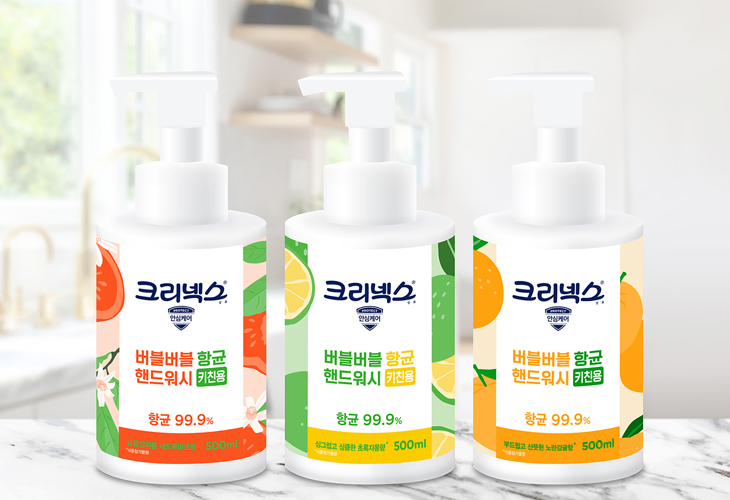 크리넥스®
PROTECT
안심케어
버블버블 항균
핸드워시 키친용
항균 99.9%
500ml
크리넥스®
PROTECT
안심케어
버블버블 항균
핸드워시 키친용
항균 99.9%
싱그럽고 상큼한 초록자몽향* 500ml
크리넥스®
PROTECT
안심케어
버블버블 항균
핸드워시 키친용
항균 99.9%
부드럽고 산뜻한 노란감귤향* 500ml